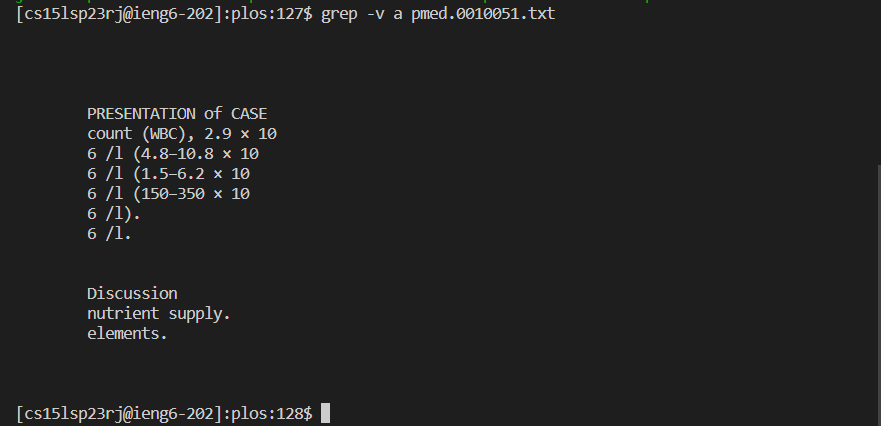 [cs15lsp23rj@ieng6-202]:plos:127$ grep -v a pmed.0010051.txt
PRESENTATION of CASE
count (WBC), 2.9 × 10
6 /l (4.8–10.8 × 10
6 /l (1.5–6.2 × 10
6 /l (150–350 × 10
6 /l).
6 /l.
Discussion
nutrient supply.
elements.
[cs15lsp23rj@ieng6-202]:plos:128$